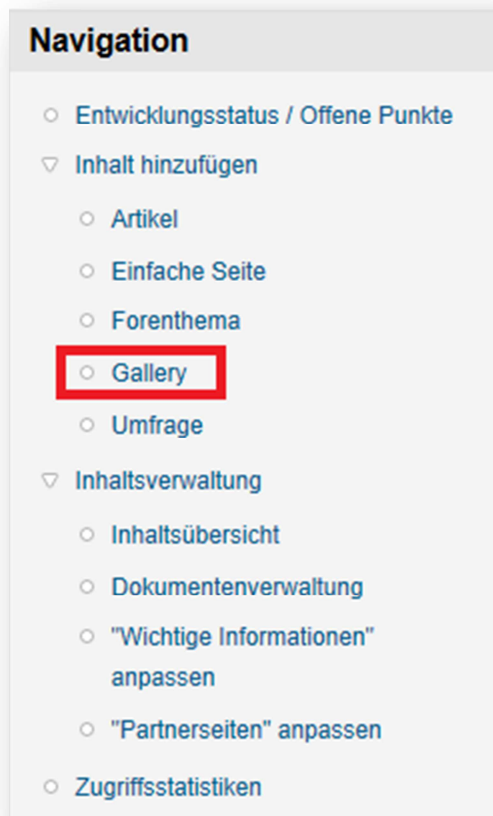 Navigation
Entwicklungsstatus / Offene Punkte
Inhalt hinzufügen
Artikel
Einfache Seite
Forenthema
Gallery
Umfrage
Inhaltsverwaltung
Inhaltsübersicht
Dokumentenverwaltung
"Wichtige Informationen"
anpassen
"Partnerseiten" anpassen
Zugriffsstatistiken